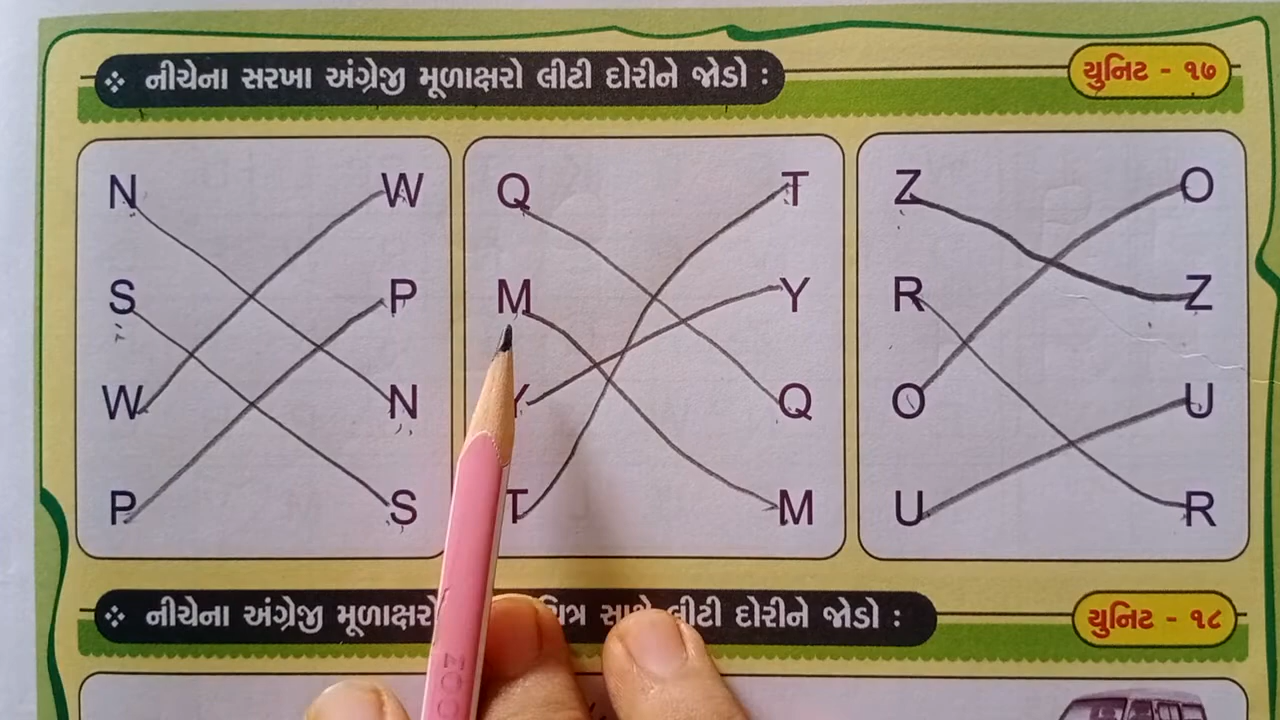 ❖ નીચેના સરખા અંગ્રેજી મૂળાક્ષરો લીટી દોરીને જોડો :
યુનિટ - ૧૭
N W
S P
W N
P S
Q T
M Y
Y Q
T M
Z O
R Z
O U
U R
❖ નીચેના અંગ્રેજી મૂળાક્ષરો લીટી દોરીને જોડો :
યુનિટ - ૧૮